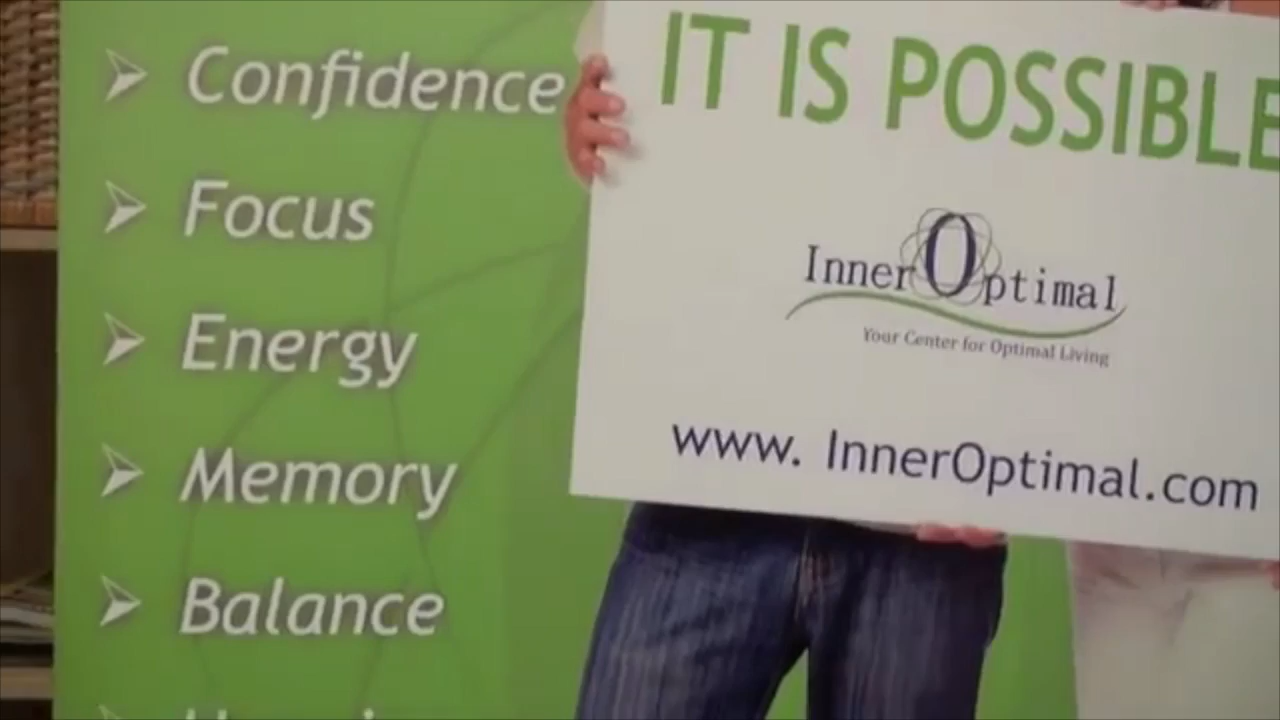 Confidence
Focus
Energy
Memory
Balance
IT IS POSSIBLE
InnerOptimal
Your Center for Optimal Living
www. InnerOptimal.com